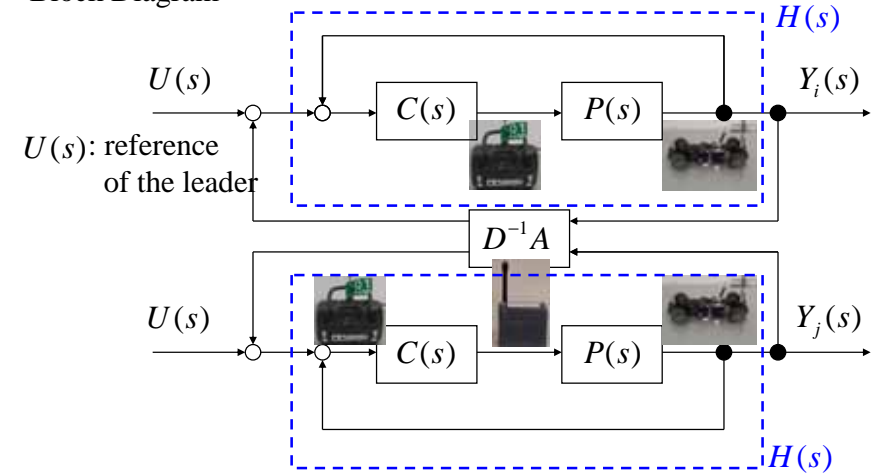 Block Diagram
H(s)
U(s)
Y_i(s)
C(s)
P(s)
U(s): reference
of the leader
D^{-1}A
U(s)
Y_j(s)
C(s)
P(s)
H(s)